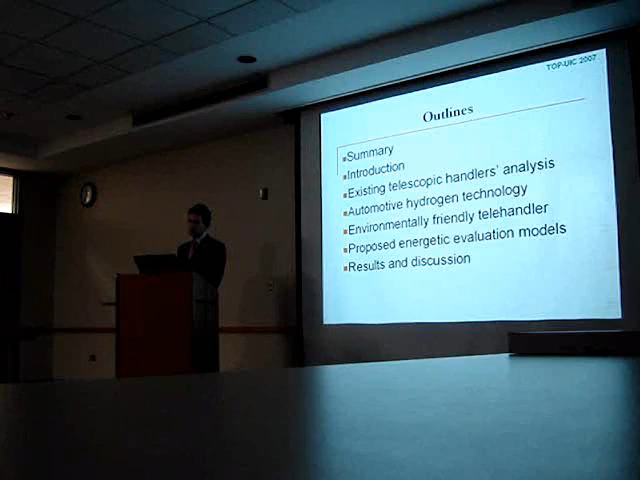 TOP-UIC 2007
Outlines
Summary
Introduction
Existing telescopic handlers' analysis
Automotive hydrogen technology
Environmentally friendly telehandler
Proposed energetic evaluation models
Results and discussion